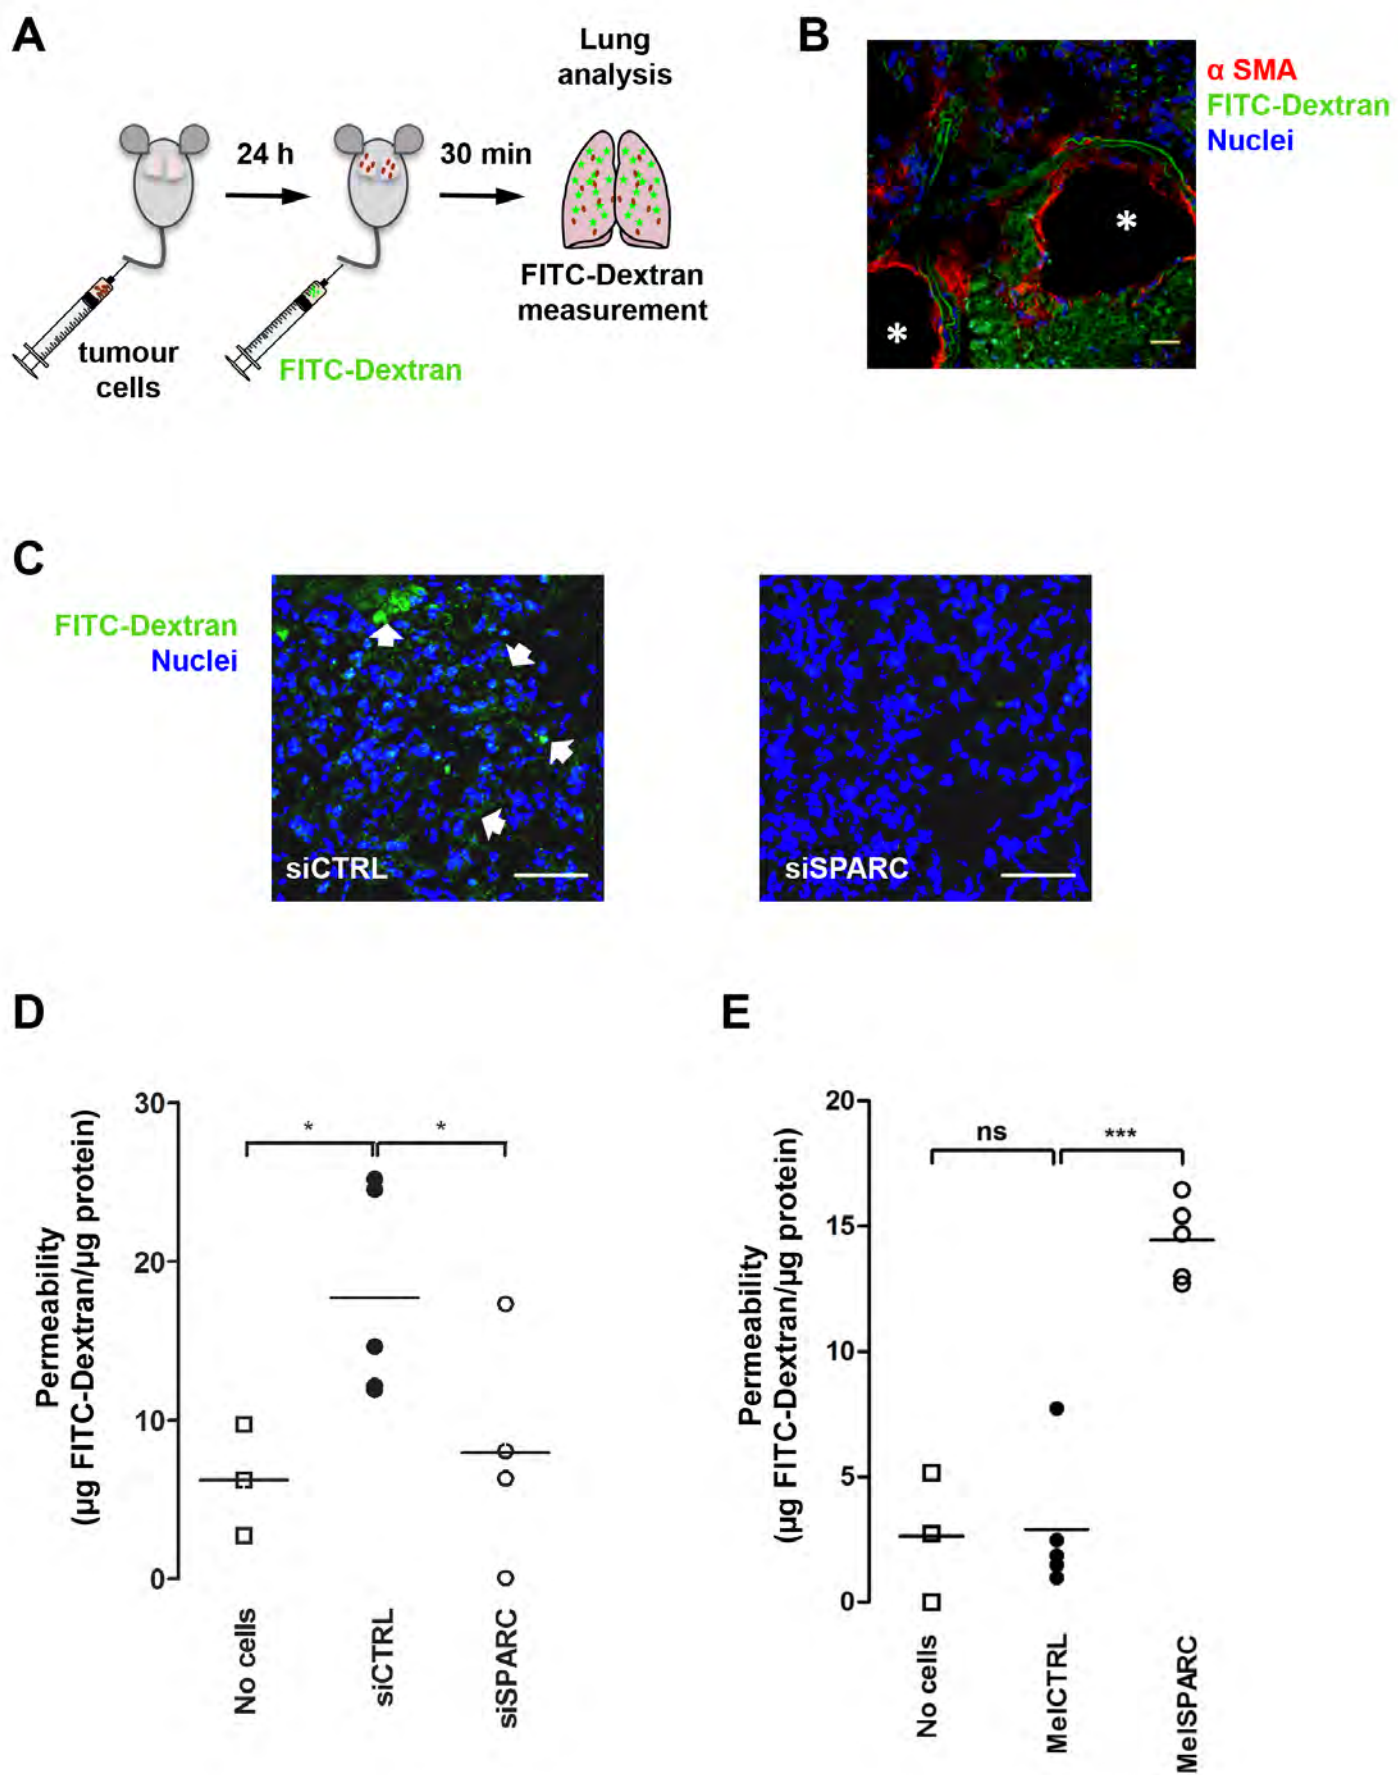 A
Lung
analysis
24 h
30 min
tumour
cells
FITC-Dextran
FITC-Dextran
measurement
B
α SMA
FITC-Dextran
Nuclei
*
*
C
FITC-Dextran
Nuclei
siCTRL
siSPARC
D
Permeability
(µg FITC-Dextran/µg protein)
30
20
10
0
*
*
No cells
siCTRL
siSPARC
E
Permeability
(µg FITC-Dextran/µg protein)
20
15
10
5
0
ns
***
No cells
MelCTRL
MelSPARC